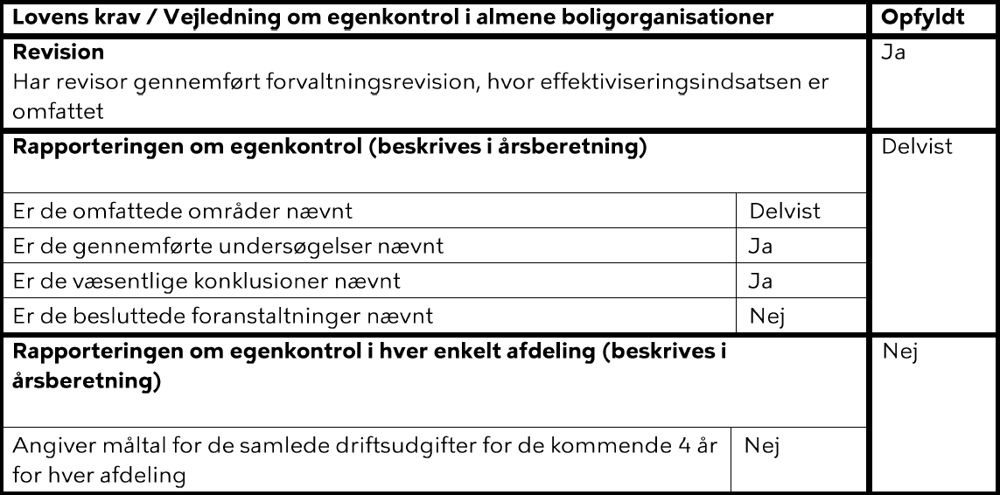 Lovens krav / Vejledning om egenkontrol i almene boligorganisationer Opfyldt
Revision Ja
Har revisor gennemført forvaltningsrevision, hvor effektiviseringsindsatsen er
omfattet
Rapporteringen om egenkontrol (beskrives i årsberetning) Delvist
Er de omfattede områder nævnt Delvist
Er de gennemførte undersøgelser nævnt Ja
Er de væsentlige konklusioner nævnt Ja
Er de besluttede foranstaltninger nævnt Nej
Rapporteringen om egenkontrol i hver enkelt afdeling (beskrives i Nej
årsberetning)
Angiver måltal for de samlede driftsudgifter for de kommende 4 år Nej
for hver afdeling